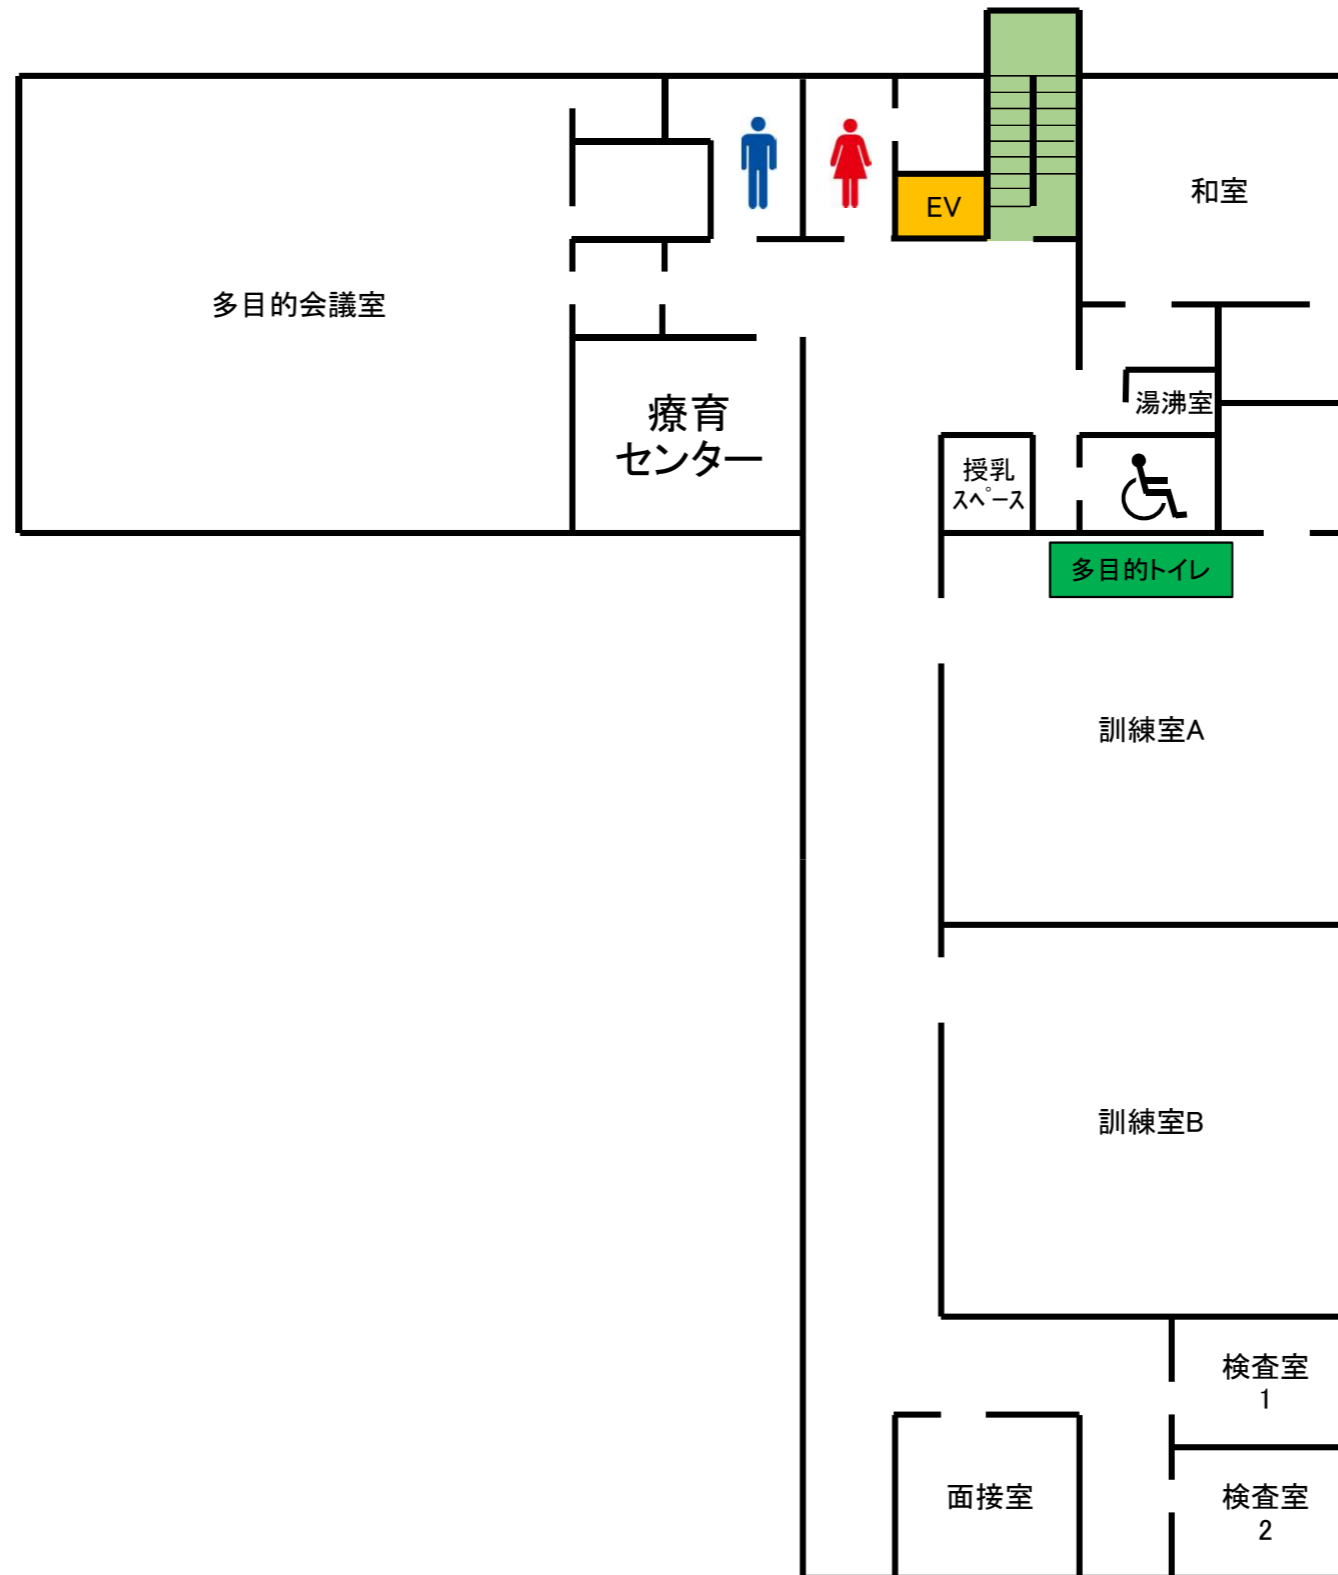 EV
和室
多目的会議室
療育
センター
湯沸室
授乳
スペース
多目的トイレ
訓練室A
訓練室B
検査室
1
面接室
検査室
2